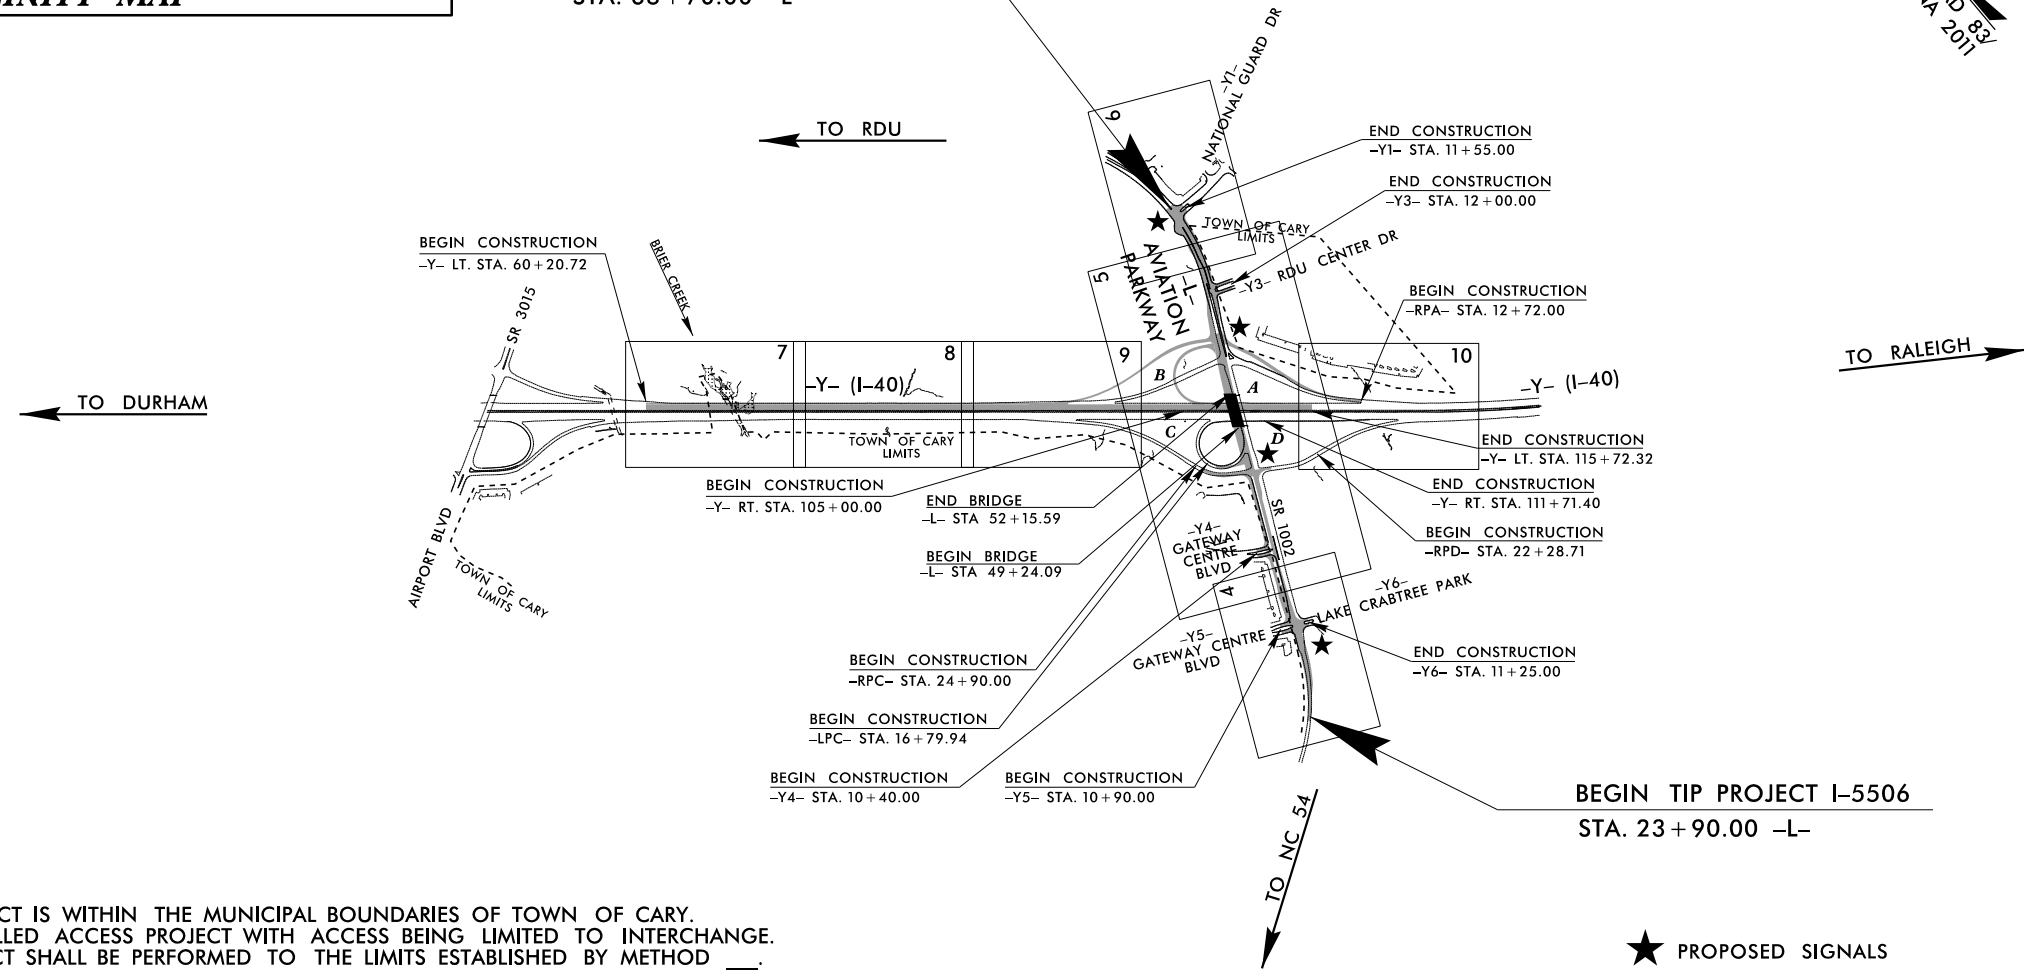 NATIONAL GUARD DR
–Y1–
TO RDU
END CONSTRUCTION
–Y1– STA. 11+55.00
END CONSTRUCTION
–Y3– STA. 12+00.00
6
TOWN OF CARY
LIMITS
BEGIN CONSTRUCTION
–Y– LT. STA. 60+20.72
BRIER CREEK
5
AVIATION
PARKWAY
–L–
–Y3– RDU CENTER DR
SR 3015
BEGIN CONSTRUCTION
–RPA– STA. 12+72.00
7
8
9
10
TO RALEIGH
–Y– (I–40)
B
A
–Y– (I–40)
TO DURHAM
C
D
TOWN OF CARY
LIMITS
END CONSTRUCTION
–Y– LT. STA. 115+72.32
BEGIN CONSTRUCTION
–Y– RT. STA. 105+00.00
END BRIDGE
–L– STA 52+15.59
END CONSTRUCTION
–Y– RT. STA. 111+71.40
SR 1002
AIRPORT BLVD
–Y4–
GATEWAY
CENTRE
BLVD
BEGIN CONSTRUCTION
–RPD– STA. 22+28.71
BEGIN BRIDGE
–L– STA 49+24.09
TOWN OF CARY
LIMITS
4
–Y6–
LAKE CRABTREE PARK
–Y5–
GATEWAY CENTRE
BLVD
BEGIN CONSTRUCTION
–RPC– STA. 24+90.00
END CONSTRUCTION
–Y6– STA. 11+25.00
BEGIN CONSTRUCTION
–LPC– STA. 16+79.94
BEGIN CONSTRUCTION
–Y4– STA. 10+40.00
BEGIN CONSTRUCTION
–Y5– STA. 10+90.00
BEGIN TIP PROJECT I–5506
STA. 23+90.00 –L–
TO NC 54
CT IS WITHIN THE MUNICIPAL BOUNDARIES OF TOWN OF CARY.
LLED ACCESS PROJECT WITH ACCESS BEING LIMITED TO INTERCHANGE.
CT SHALL BE PERFORMED TO THE LIMITS ESTABLISHED BY METHOD ___.
PROPOSED SIGNALS